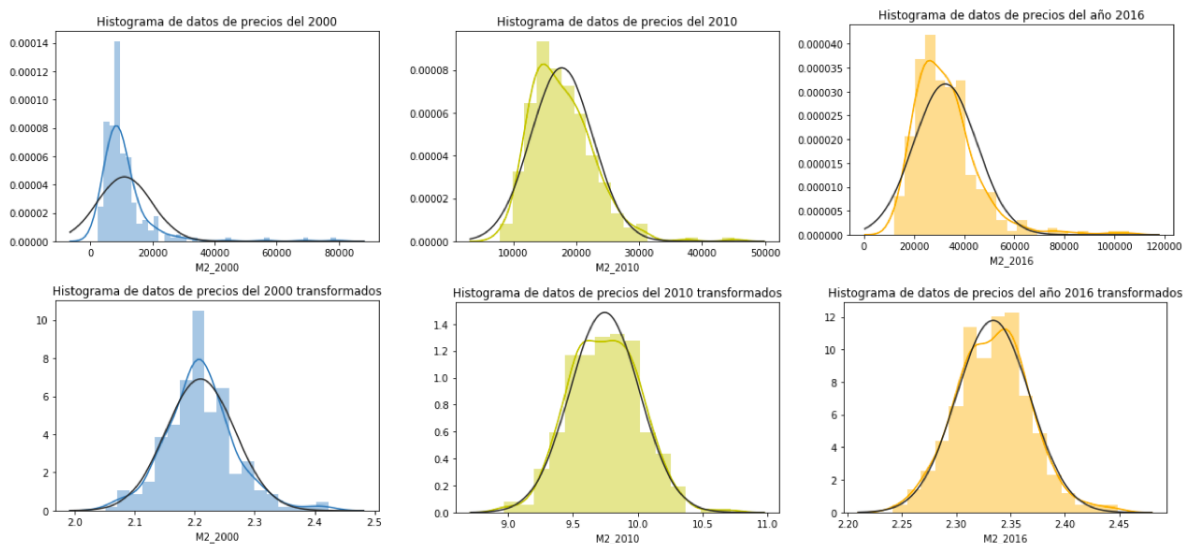 Histograma de datos de precios del 2000
0.00014
0.00012
0.00010
0.00008
0.00006
0.00004
0.00002
0.00000
0 20000 40000 60000 80000
M2_2000
Histograma de datos de precios del 2010
0.00008
0.00006
0.00004
0.00002
0.00000
10000 20000 30000 40000 50000
M2_2010
Histograma de datos de precios del año 2016
0.000040
0.000035
0.000030
0.000025
0.000020
0.000015
0.000010
0.000005
0.000000
0 20000 40000 60000 80000 100000 120000
M2_2016
Histograma de datos de precios del 2000 transformados
10
8
6
4
2
0
2.0 2.1 2.2 2.3 2.4 2.5
M2_2000
Histograma de datos de precios del 2010 transformados
1.4
1.2
1.0
0.8
0.6
0.4
0.2
0.0
9.0 9.5 10.0 10.5 11.0
M2_2010
Histograma de datos de precios del año 2016 transformados
12
10
8
6
4
2
0
2.20 2.25 2.30 2.35 2.40 2.45
M2_2016